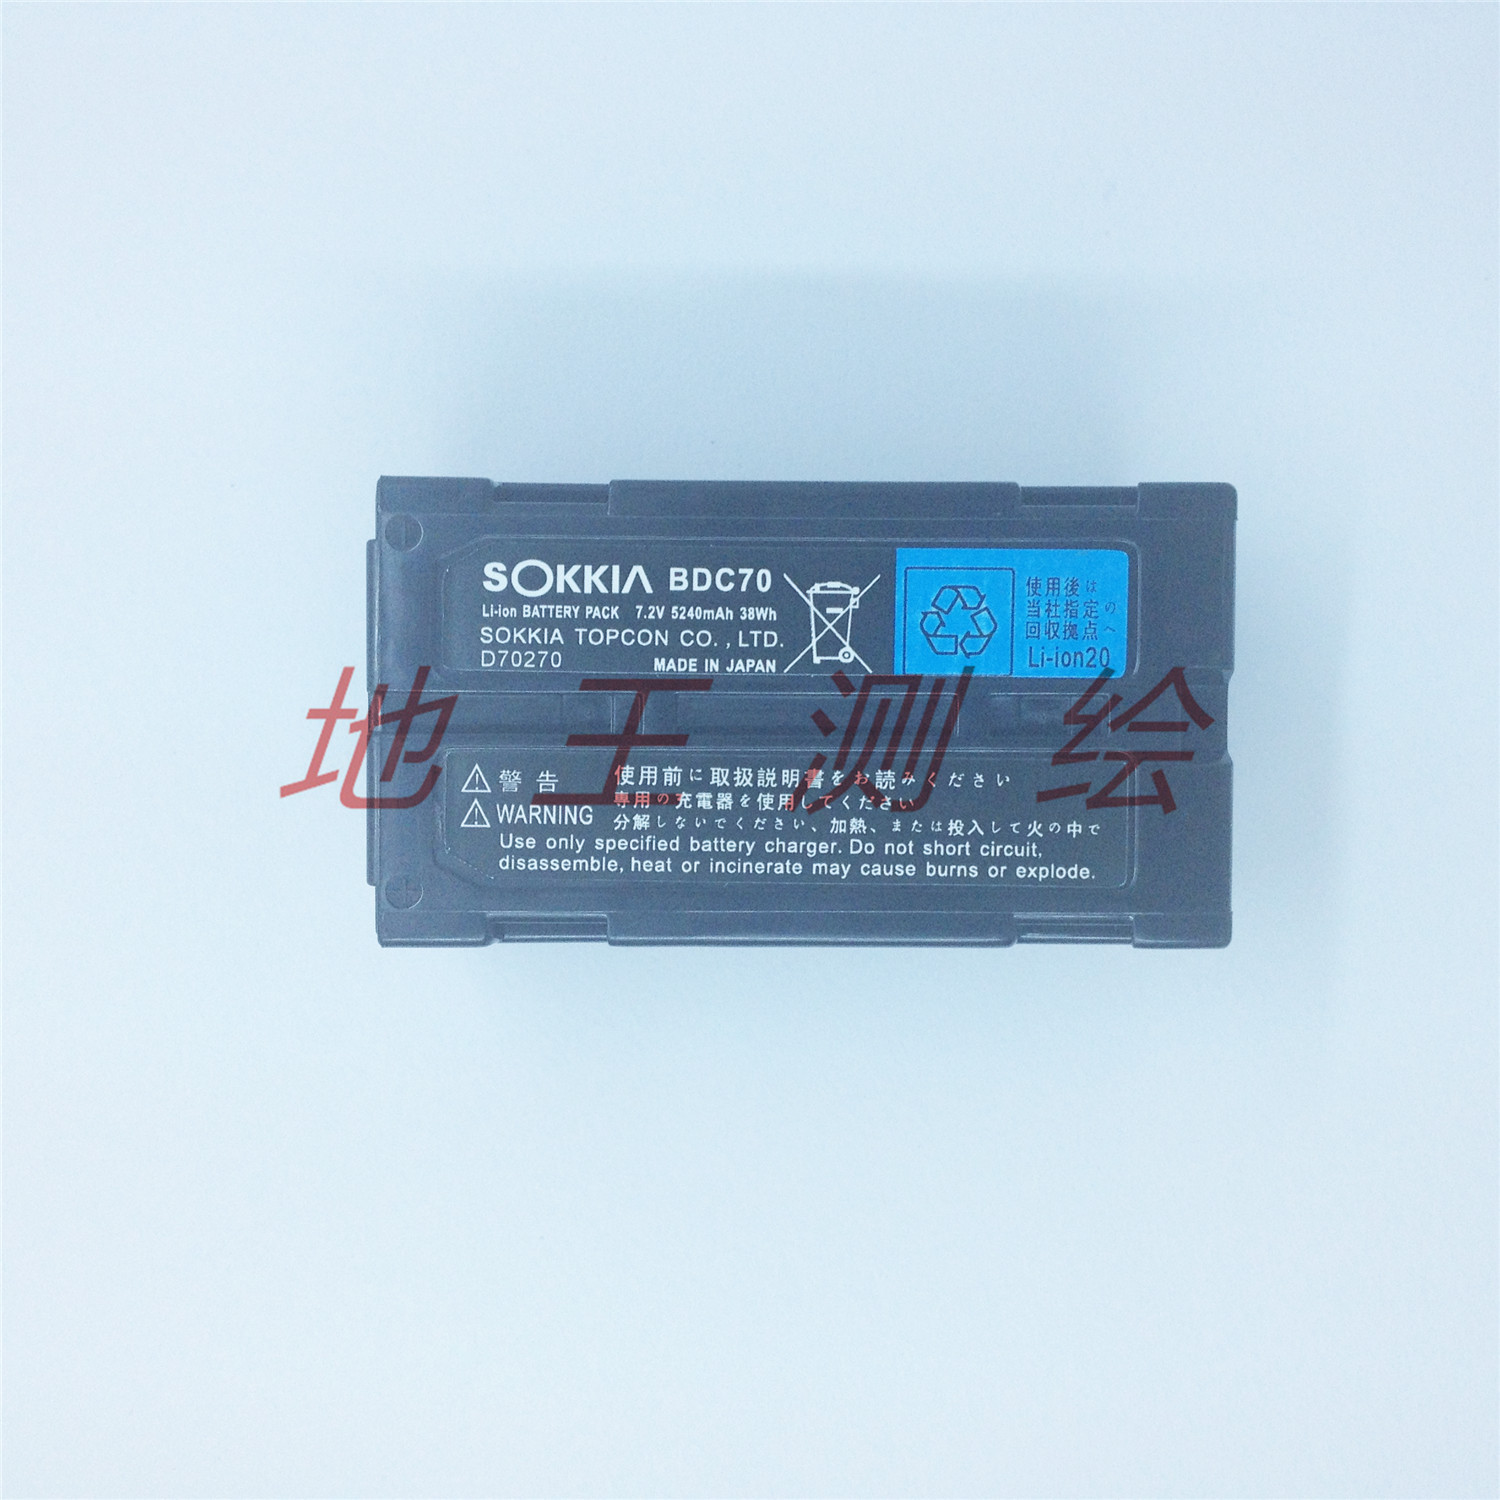 SOKKIA BDC70
Li-ion BATTERY PACK 7.2V 5240mAh 38Wh
SOKKIA TOPCON CO., LTD.
D70270 MADE IN JAPAN
使用後は
当社指定の
回収拠点へ
Li-ion20
地王测绘
警告
WARNING
使用前に取扱説明書をお読みください
専用の充電器を使用してください
分解しないでください、加熱、または投入して火の中で
Use only specified battery charger. Do not short circuit,
disassemble, heat or incinerate may cause burns or explode.